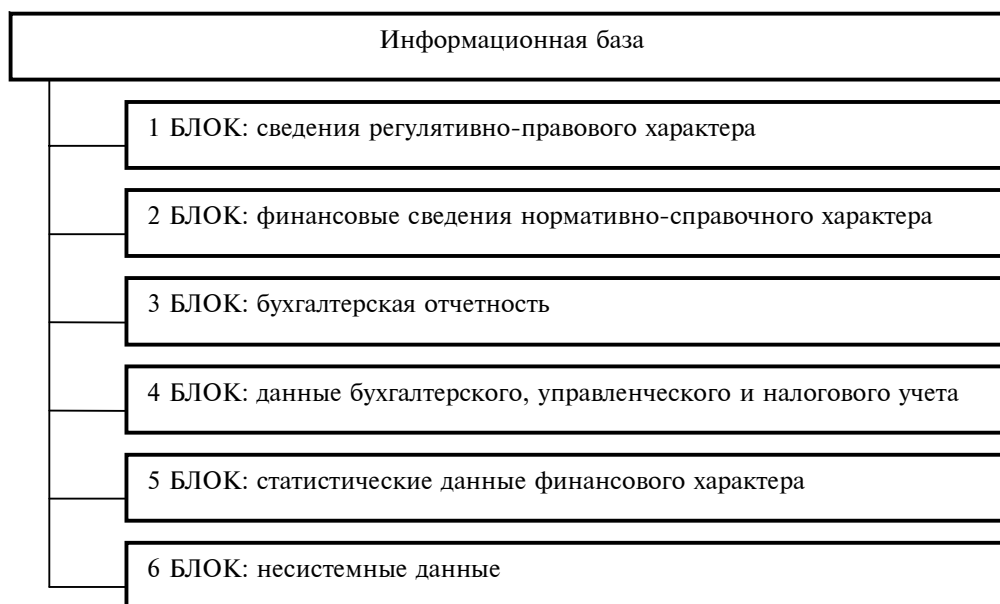 Информационная база
1 БЛОК: сведения регулятивно-правового характера
2 БЛОК: финансовые сведения нормативно-справочного характера
3 БЛОК: бухгалтерская отчетность
4 БЛОК: данные бухгалтерского, управленческого и налогового учета
5 БЛОК: статистические данные финансового характера
6 БЛОК: несистемные данные